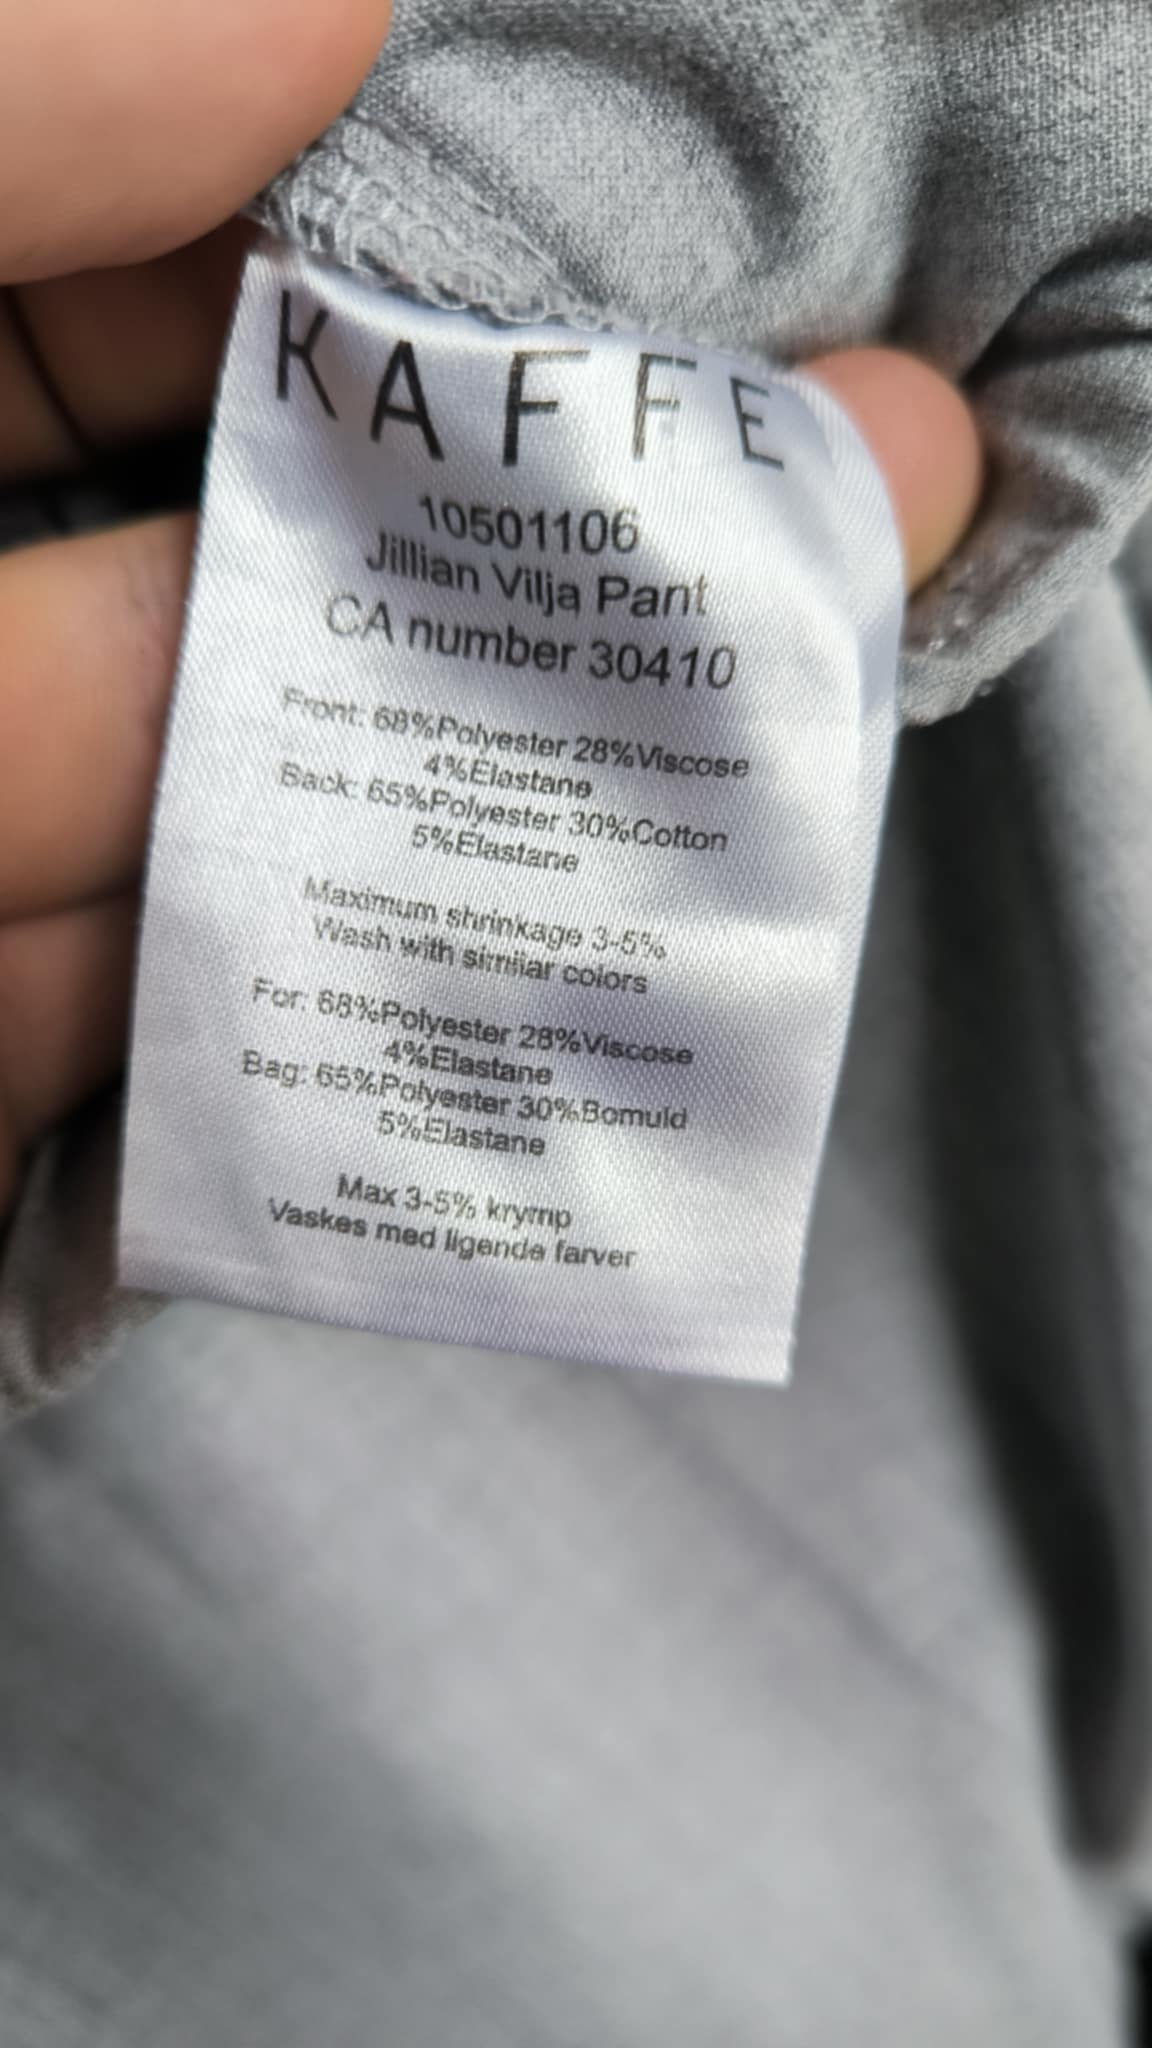 KAFFE
10501106
Jillian Vilja Pant
CA number 30410
Front: 68%Polyester 28%Viscose
4%Elastane
Back: 65%Polyester 30%Cotton
5%Elastane
Maximum shrinkage 3-5%
Wash with similar colors
For: 68%Polyester 28%Viscose
4%Elastane
Bag: 65%Polyester 30%Bomuld
5%Elastane
Max 3-5% krymp
Vaskes med ligende farver